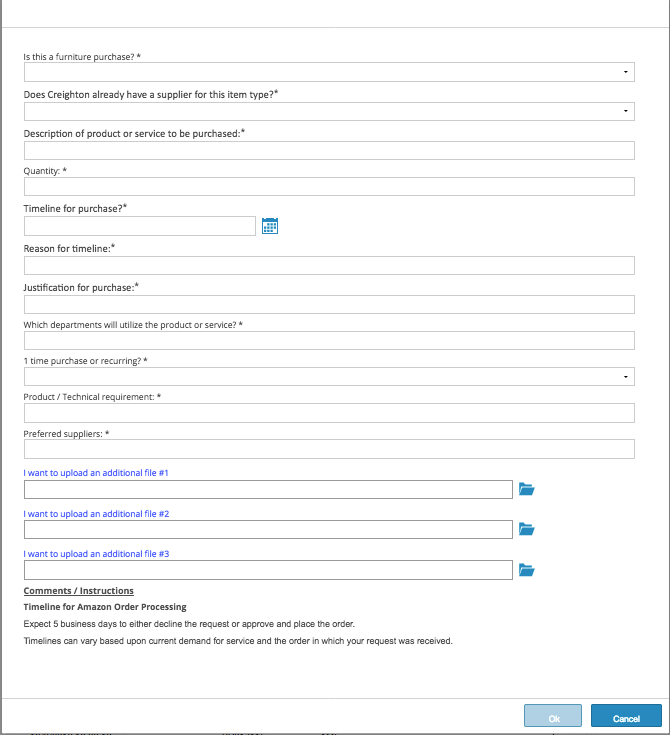 Is this a furniture purchase? *
Does Creighton already have a supplier for this item type?*
Description of product or service to be purchased:*
Quantity: *
Timeline for purchase?*
Reason for timeline:*
Justification for purchase:*
Which departments will utilize the product or service? *
1 time purchase or recurring? *
Product / Technical requirement: *
Preferred suppliers: *
I want to upload an additional file #1
I want to upload an additional file #2
I want to upload an additional file #3
Comments / Instructions
Timeline for Amazon Order Processing
Expect 5 business days to either decline the request or approve and place the order.
Timelines can vary based upon current demand for service and the order in which your request was received.
Ok Cancel